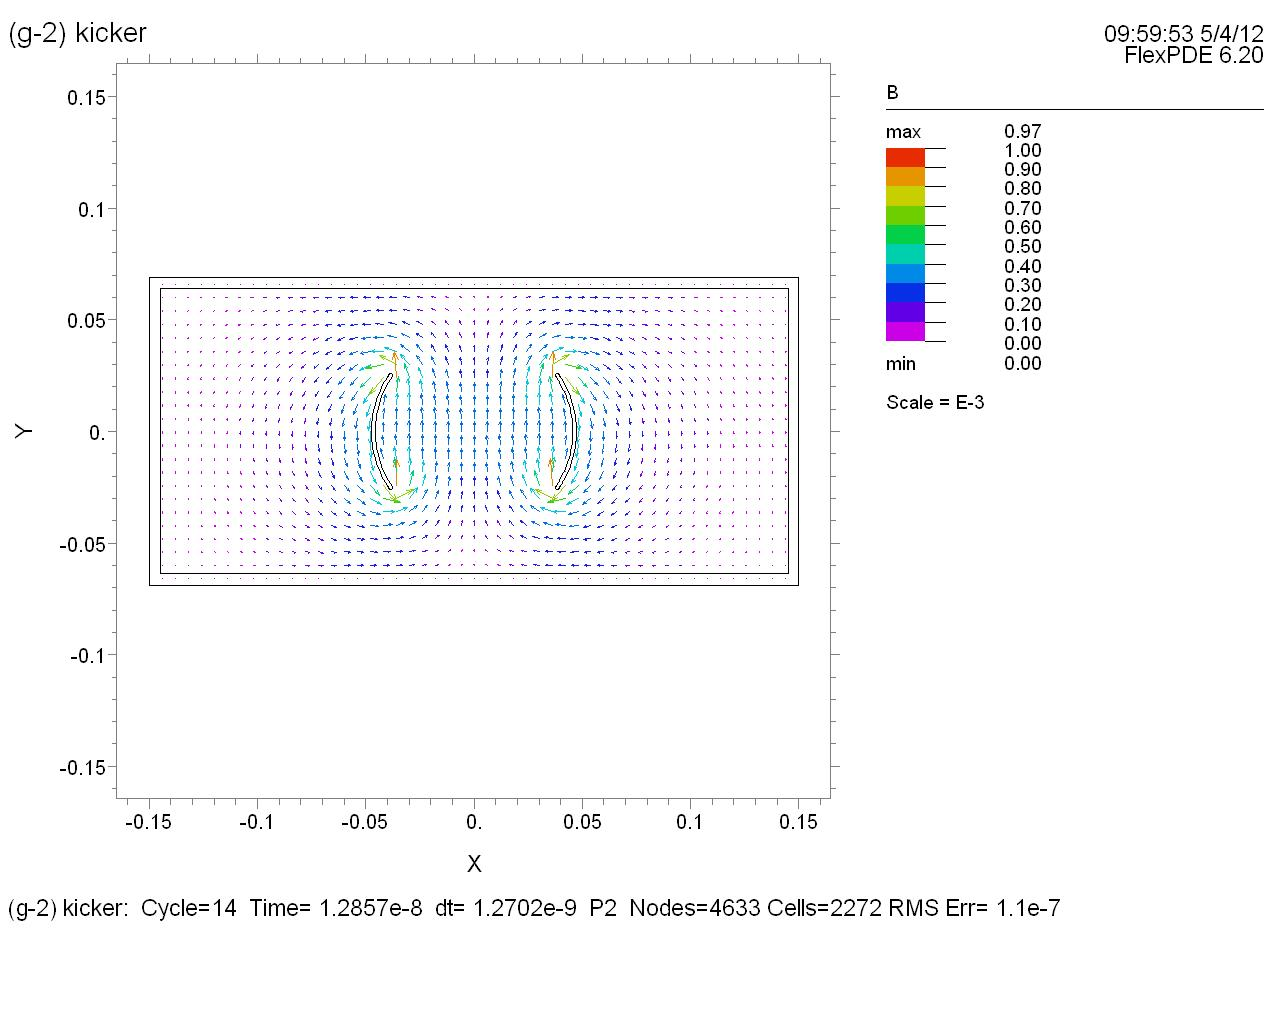 (g-2) kicker
09:59:53 5/4/12
FlexPDE 6.20
B
max 0.97
1.00
0.90
0.80
0.70
0.60
0.50
0.40
0.30
0.20
0.10
0.00
min 0.00
Scale = E-3
0.15
0.1
0.05
Y
0.
-0.05
-0.1
-0.15
-0.15 -0.1 -0.05 0. 0.05 0.1 0.15
X
(g-2) kicker: Cycle=14 Time= 1.2857e-8 dt= 1.2702e-9 P2 Nodes=4633 Cells=2272 RMS Err= 1.1e-7